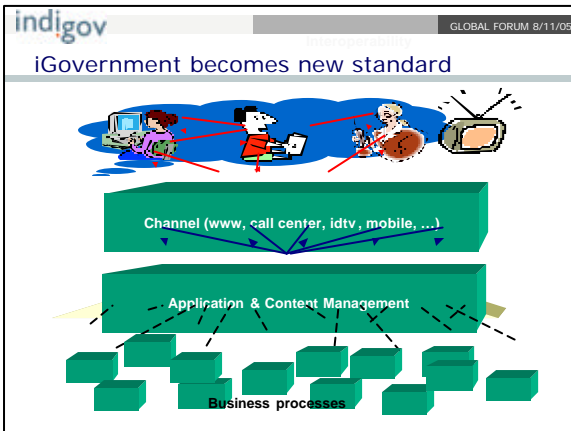 indigov
GLOBAL FORUM 8/11/05
Interoperability
iGovernment becomes new standard
Channel (www, call center, idtv, mobile, ...)
Application & Content Management
Business processes